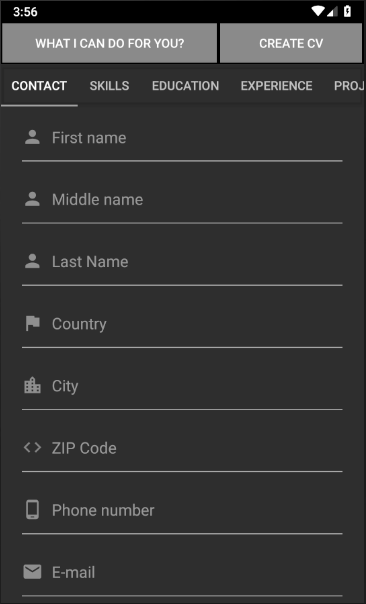 3:56
WHAT I CAN DO FOR YOU? CREATE CV
CONTACT SKILLS EDUCATION EXPERIENCE PROJ
First name
Middle name
Last Name
Country
City
ZIP Code
Phone number
E-mail